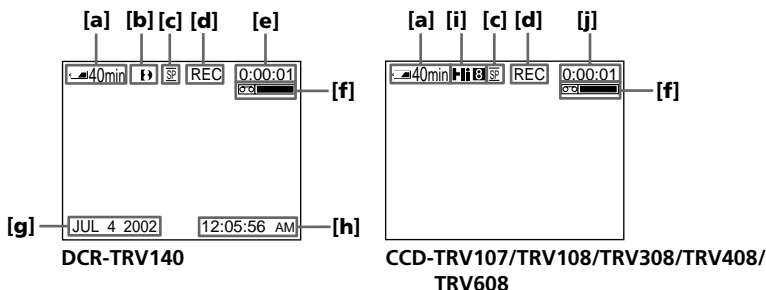 [a] [b] [c] [d] [e]
40min SP REC 0:00:01
[f]
[g] JUL 4 2002 12:05:56 AM [h]
DCR-TRV140
[a] [i] [c] [d] [j]
40min Hi8 SP REC 0:00:01
[f]
CCD-TRV107/TRV108/TRV308/TRV408/
TRV608